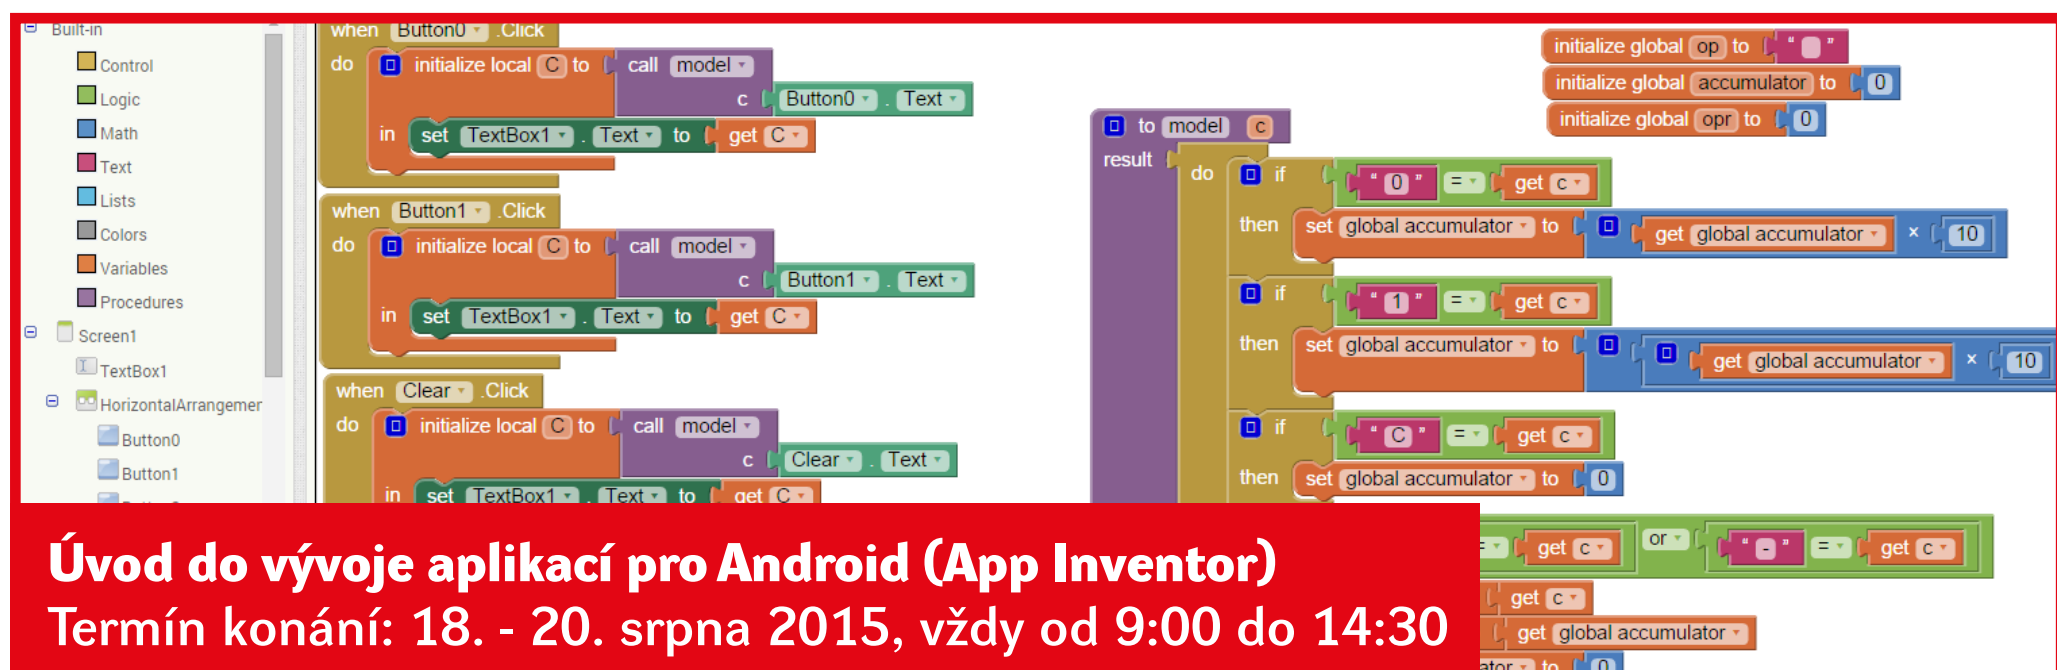 Built-in
Control
Logic
Math
Text
Lists
Colors
Variables
Procedures
Screen1
TextBox1
HorizontalArrangemer
Button0
Button1
when Button0 .Click
do initialize local C to call model
c Button0 . Text
in set TextBox1 . Text to get C
when Button1 .Click
do initialize local C to call model
c Button1 . Text
in set TextBox1 . Text to get C
when Clear .Click
do initialize local C to call model
c Clear . Text
in set TextBox1 . Text to get C
initialize global op to " "
initialize global accumulator to 0
initialize global opr to 0
to model c
result do if "0" = get c
then set global accumulator to get global accumulator × 10
if "1" = get c
then set global accumulator to get global accumulator × 10
if "C" = get c
then set global accumulator to 0
= get c or "-" = get c
get c
get global accumulator
to 0
Úvod do vývoje aplikací pro Android (App Inventor)
Termín konání: 18. - 20. srpna 2015, vždy od 9:00 do 14:30